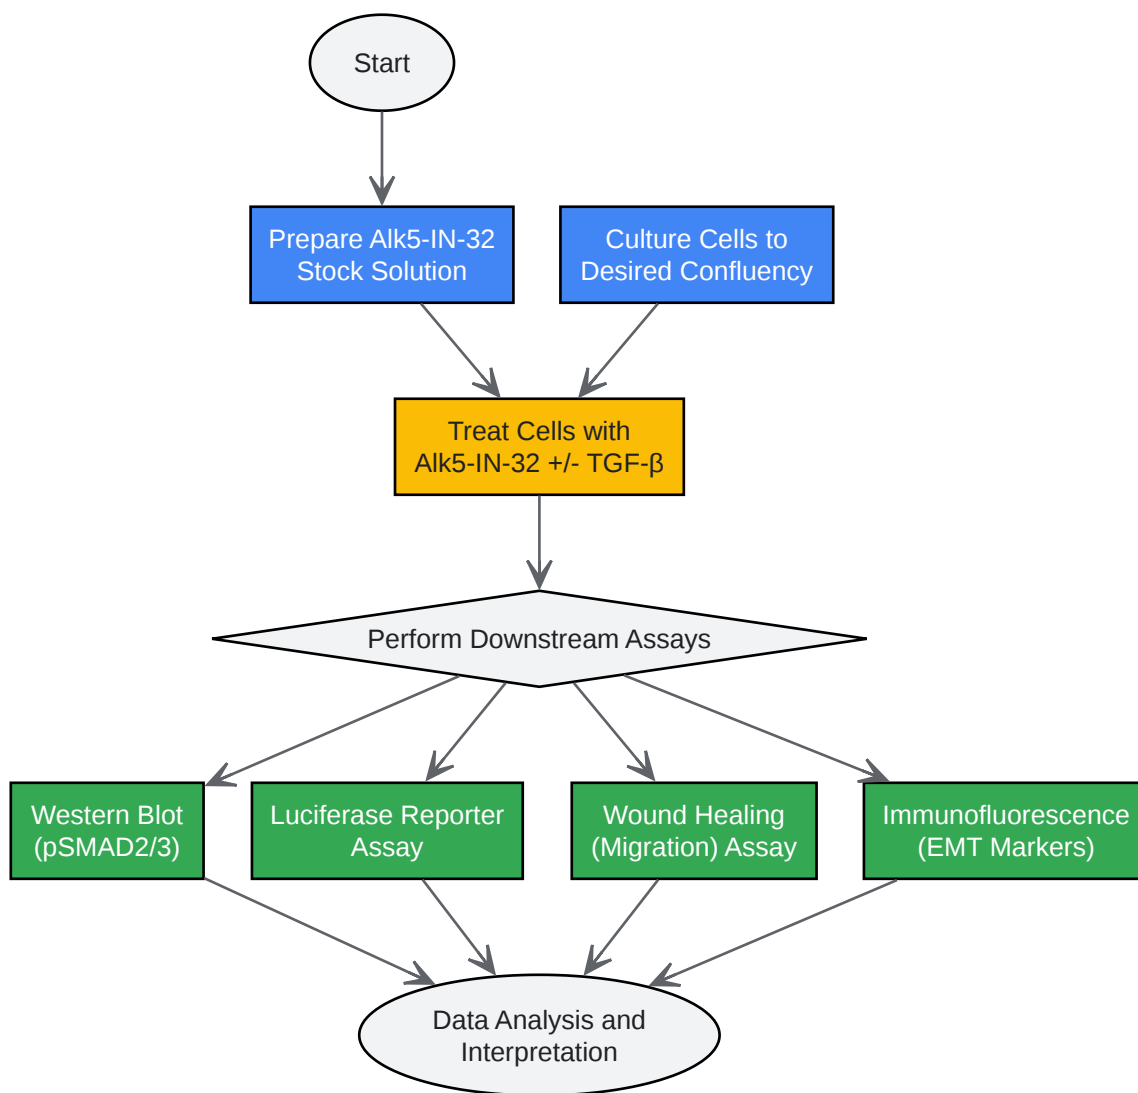 Start
Prepare Alk5-IN-32
Stock Solution
Culture Cells to
Desired Confluency
Treat Cells with
Alk5-IN-32 +/- TGF-β
Perform Downstream Assays
Western Blot
(pSMAD2/3)
Luciferase Reporter
Assay
Wound Healing
(Migration) Assay
Immunofluorescence
(EMT Markers)
Data Analysis and
Interpretation